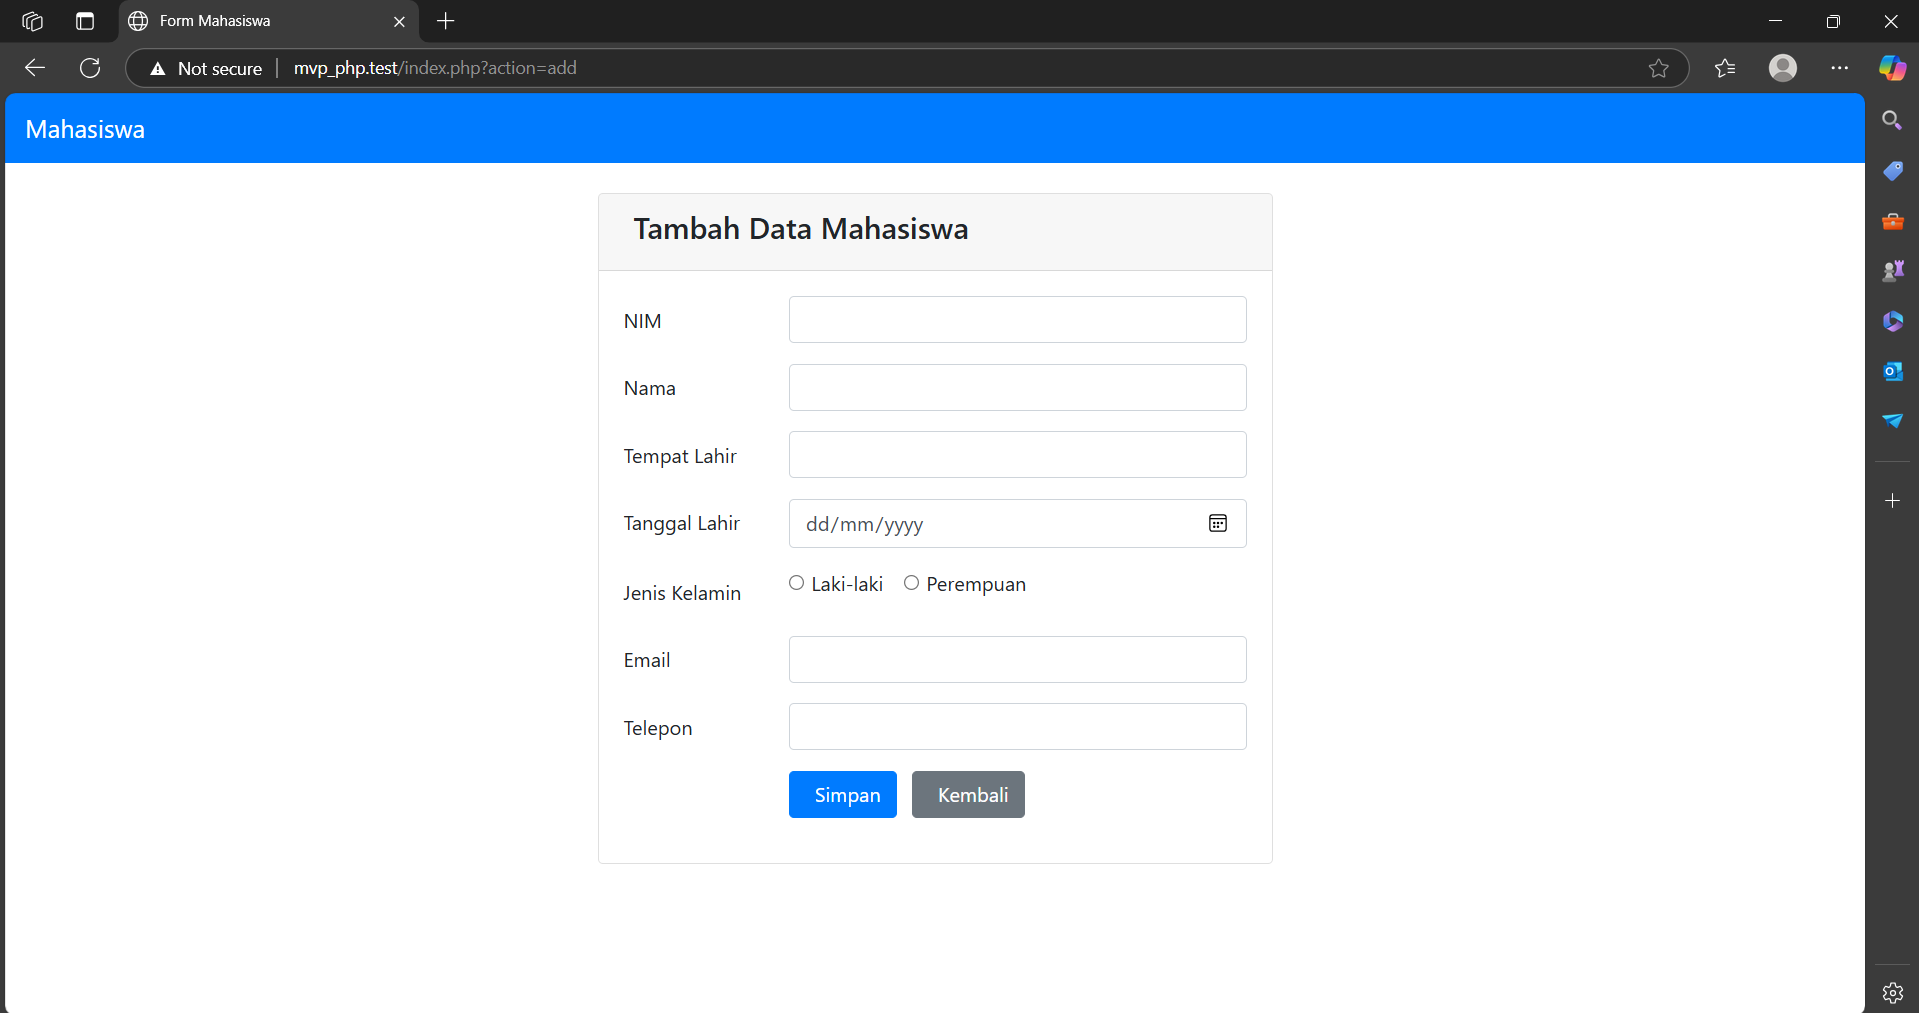 Form Mahasiswa
Not secure mvp_php.test/index.php?action=add
Mahasiswa
Tambah Data Mahasiswa
NIM
Nama
Tempat Lahir
Tanggal Lahir dd/mm/yyyy
Jenis Kelamin Laki-laki Perempuan
Email
Telepon
Simpan Kembali